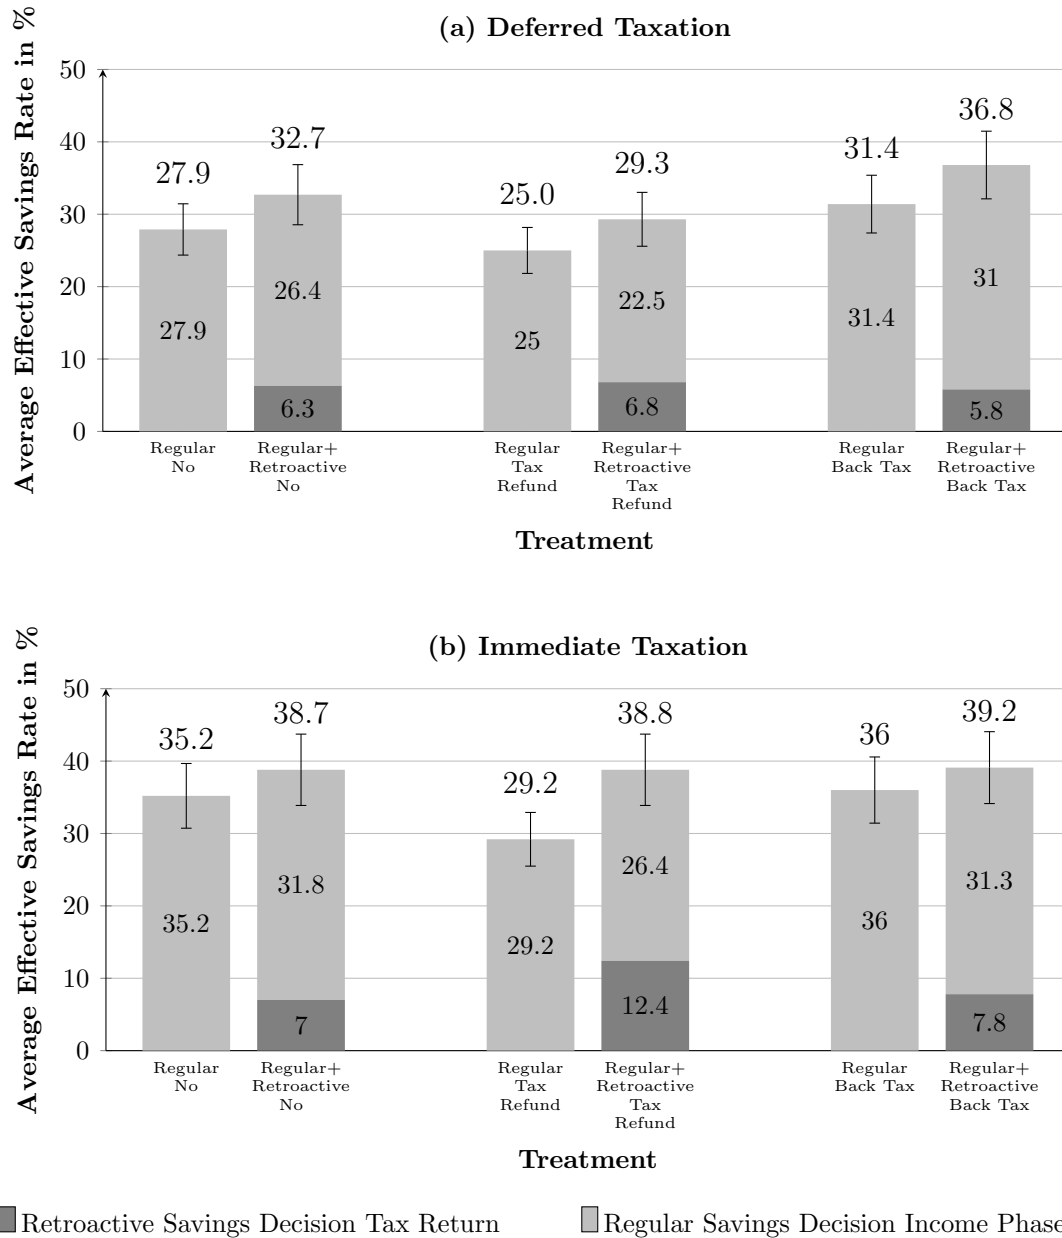 (a) Deferred Taxation
Average Effective Savings Rate in %
50
40
30
20
10
0
27.9
32.7
25.0
29.3
31.4
36.8
27.9
26.4
6.3
25
22.5
6.8
31.4
31
5.8
Regular
No
Regular+
Retroactive
No
Regular
Tax
Refund
Regular+
Retroactive
Tax
Refund
Regular
Back Tax
Regular+
Retroactive
Back Tax
Treatment
(b) Immediate Taxation
Average Effective Savings Rate in %
50
40
30
20
10
0
35.2
38.7
29.2
38.8
36
39.2
35.2
31.8
7
29.2
26.4
12.4
36
31.3
7.8
Regular
No
Regular+
Retroactive
No
Regular
Tax
Refund
Regular+
Retroactive
Tax
Refund
Regular
Back Tax
Regular+
Retroactive
Back Tax
Treatment
Retroactive Savings Decision Tax Return
Regular Savings Decision Income Phase